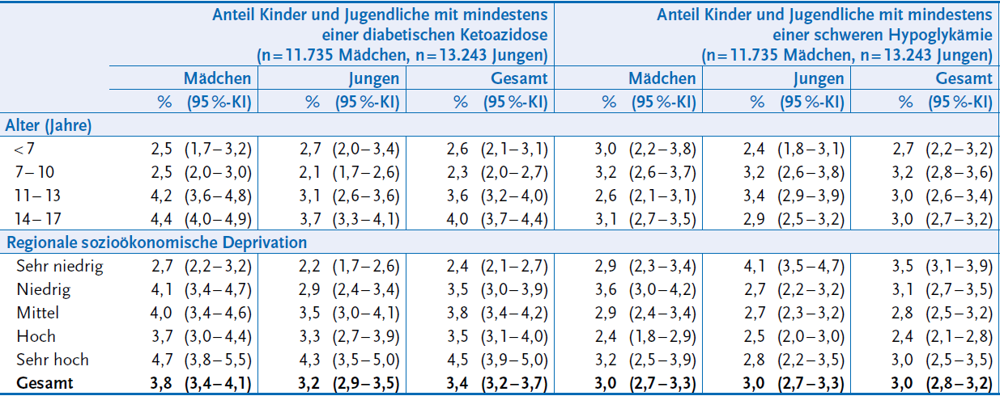 Anteil Kinder und Jugendliche mit mindestens einer diabetischen Ketoazidose (n=11.735 Mädchen, n=13.243 Jungen) Anteil Kinder und Jugendliche mit mindestens einer schweren Hypoglykämie (n=11.735 Mädchen, n=13.243 Jungen)
Mädchen Jungen Gesamt Mädchen Jungen Gesamt
% (95%-KI) % (95%-KI) % (95%-KI) % (95%-KI) % (95%-KI) % (95%-KI)
Alter (Jahre)
<7 2,5 (1,7–3,2) 2,7 (2,0–3,4) 2,6 (2,1–3,1) 3,0 (2,2–3,8) 2,4 (1,8–3,1) 2,7 (2,2–3,2)
7–10 2,5 (2,0–3,0) 2,1 (1,7–2,6) 2,3 (2,0–2,7) 3,2 (2,6–3,7) 3,2 (2,6–3,8) 3,2 (2,8–3,6)
11–13 4,2 (3,6–4,8) 3,1 (2,6–3,6) 3,6 (3,2–4,0) 2,6 (2,1–3,1) 3,4 (2,9–3,9) 3,0 (2,6–3,4)
14–17 4,4 (4,0–4,9) 3,7 (3,3–4,1) 4,0 (3,7–4,4) 3,1 (2,7–3,5) 2,9 (2,5–3,2) 3,0 (2,7–3,2)
Regionale sozioökonomische Deprivation
Sehr niedrig 2,7 (2,2–3,2) 2,2 (1,7–2,6) 2,4 (2,1–2,7) 2,9 (2,3–3,4) 4,1 (3,5–4,7) 3,5 (3,1–3,9)
Niedrig 4,1 (3,4–4,7) 2,9 (2,4–3,4) 3,5 (3,0–3,9) 3,6 (3,0–4,2) 2,7 (2,2–3,2) 3,1 (2,7–3,5)
Mittel 4,0 (3,4–4,6) 3,5 (3,0–4,1) 3,8 (3,4–4,2) 2,9 (2,4–3,4) 2,7 (2,3–3,2) 2,8 (2,5–3,2)
Hoch 3,7 (3,0–4,4) 3,3 (2,7–3,9) 3,5 (3,1–4,0) 2,4 (1,8–2,9) 2,5 (2,0–3,0) 2,4 (2,1–2,8)
Sehr hoch 4,7 (3,8–5,5) 4,3 (3,5–5,0) 4,5 (3,9–5,0) 3,2 (2,5–3,9) 2,8 (2,2–3,5) 3,0 (2,5–3,5)
Gesamt 3,8 (3,4–4,1) 3,2 (2,9–3,5) 3,4 (3,2–3,7) 3,0 (2,7–3,3) 3,0 (2,7–3,3) 3,0 (2,8–3,2)